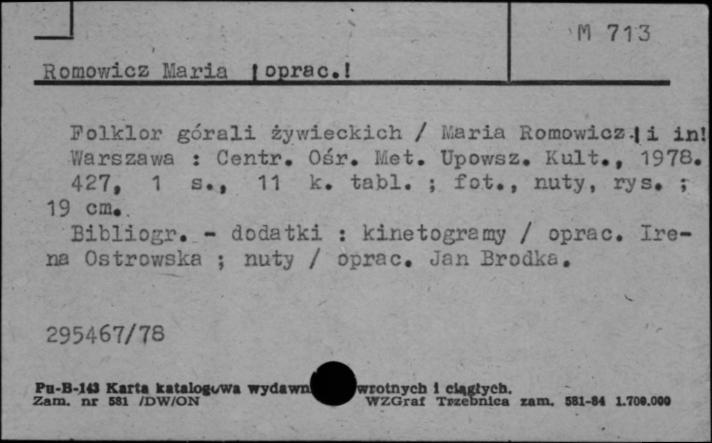 M 713
Romowicz Maria |oprac.!
Folklor górali żywieckich / Maria Romowicz.|i in!
Warszawa : Centr. Ośr. Met. Upowsz. Kult., 1978.
427, 1 s., 11 k. tabl. ; fot., nuty, rys. ;
19 cm.
Bibliogr. - dodatki : kinetogramy / oprac. Ire-
na Ostrowska ; nuty / oprac. Jan Brodka.
295467/78
Pu-B-143 Karta katalogowa wydawn wrotnych i ciągłych.
Zam. nr 581 /DW/ON WZGraf Trzebnica zam. 581-84 1.700.000